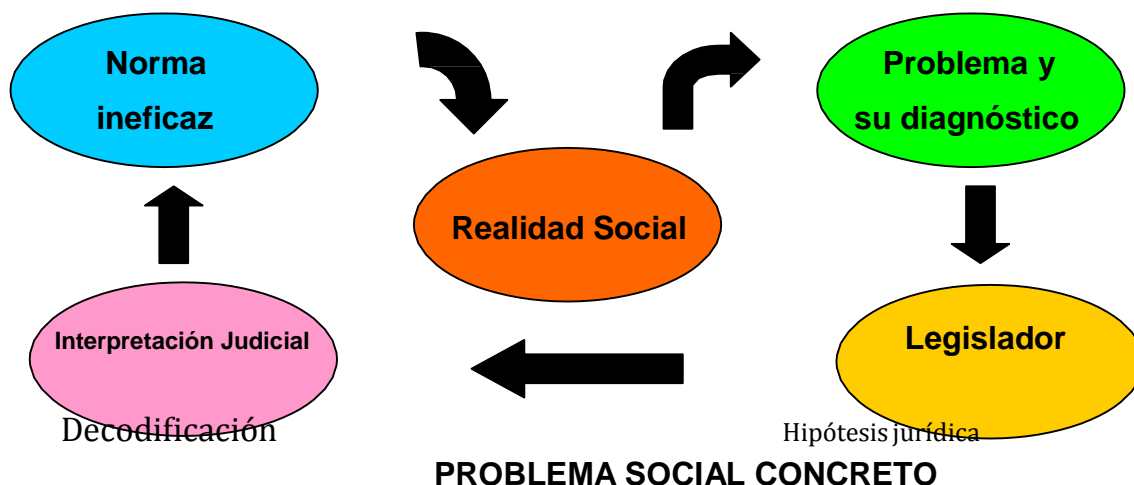 Norma
ineficaz
Problema y
su diagnóstico
Realidad Social
Interpretación Judicial
Legislador
Decodificación
Hipótesis jurídica
PROBLEMA SOCIAL CONCRETO